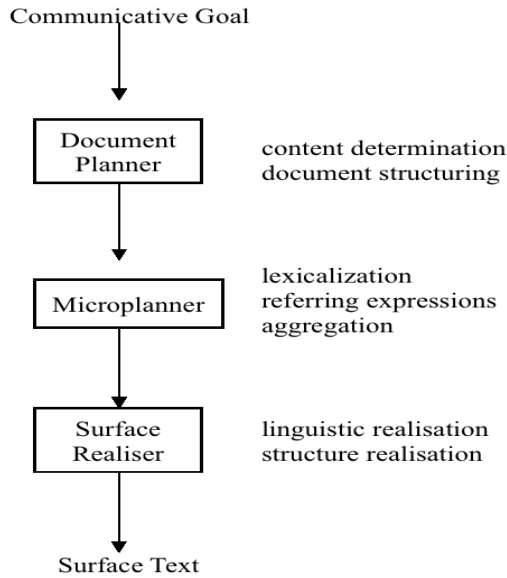 Communicative Goal
Document
Planner
content determination
document structuring
Microplanner
lexicalization
referring expressions
aggregation
Surface
Realiser
linguistic realisation
structure realisation
Surface Text